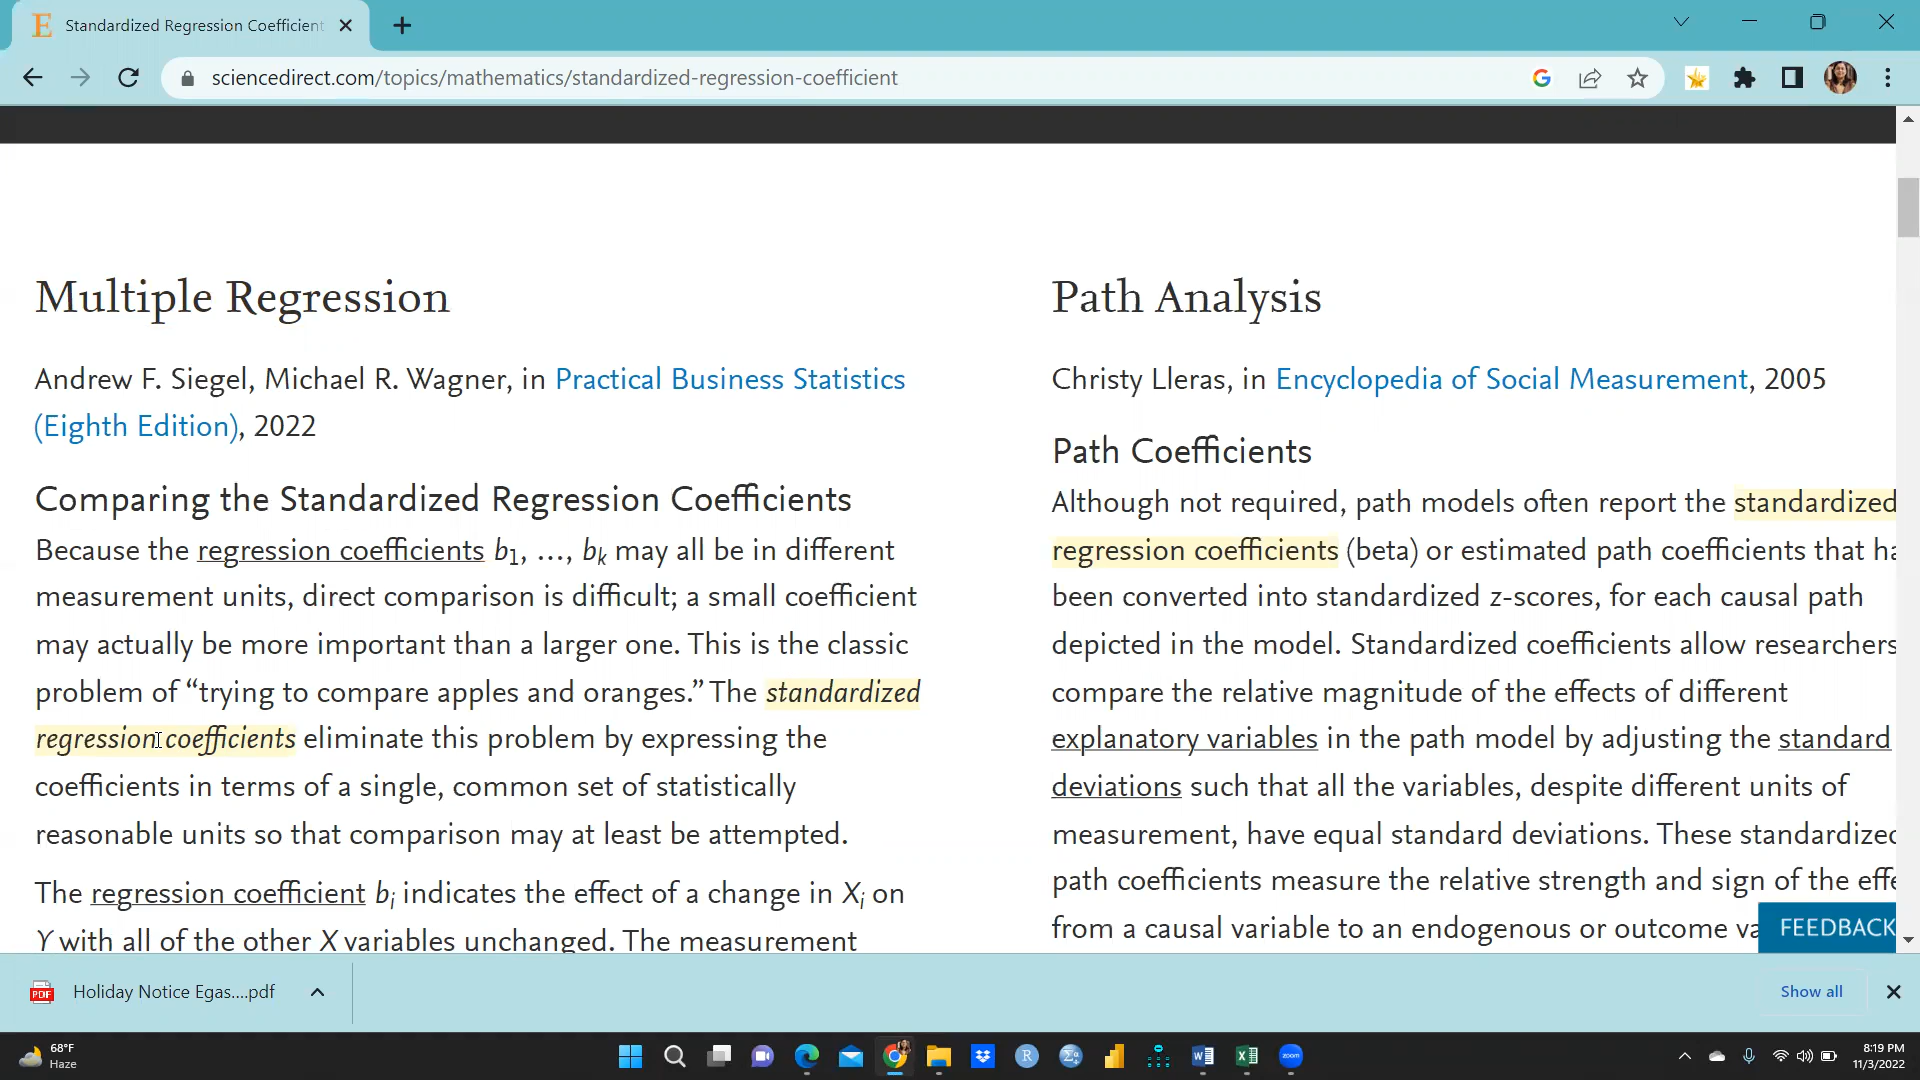 Standardized Regression Coefficient
sciencedirect.com/topics/mathematics/standardized-regression-coefficient
Multiple Regression
Andrew F. Siegel, Michael R. Wagner, in Practical Business Statistics
(Eighth Edition), 2022
Comparing the Standardized Regression Coefficients
Because the regression coefficients b1, …, bk may all be in different
measurement units, direct comparison is difficult; a small coefficient
may actually be more important than a larger one. This is the classic
problem of “trying to compare apples and oranges.” The standardized
regression coefficients eliminate this problem by expressing the
coefficients in terms of a single, common set of statistically
reasonable units so that comparison may at least be attempted.
The regression coefficient bi indicates the effect of a change in Xi on
Y with all of the other X variables unchanged. The measurement
Path Analysis
Christy Lleras, in Encyclopedia of Social Measurement, 2005
Path Coefficients
Although not required, path models often report the standardized
regression coefficients (beta) or estimated path coefficients that ha
been converted into standardized z-scores, for each causal path
depicted in the model. Standardized coefficients allow researchers
compare the relative magnitude of the effects of different
explanatory variables in the path model by adjusting the standard
deviations such that all the variables, despite different units of
measurement, have equal standard deviations. These standardized
path coefficients measure the relative strength and sign of the effe
from a causal variable to an endogenous or outcome va
FEEDBACK
PDF
Holiday Notice Egas....pdf
Show all
68°F
Haze
zoom
8:19 PM
11/3/2022